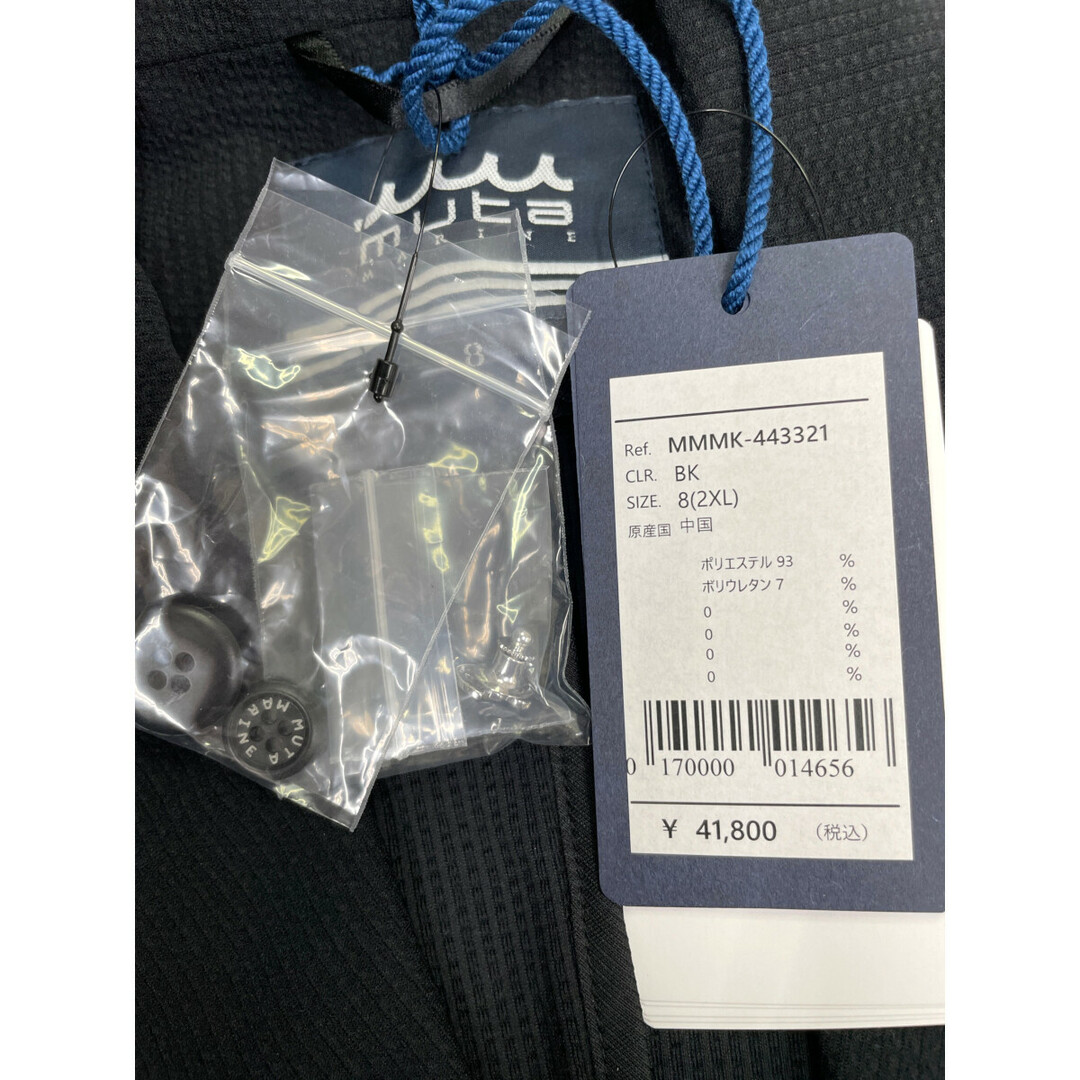 muta
MARINE
8
Ref. MMMK-443321
CLR. BK
SIZE. 8(2XL)
原産国 中国
ポリエステル 93 %
ポリウレタン 7 %
0 %
0 %
0 %
0 %
0 170000 014656
¥ 41,800 (税込)
MUTA MARINE